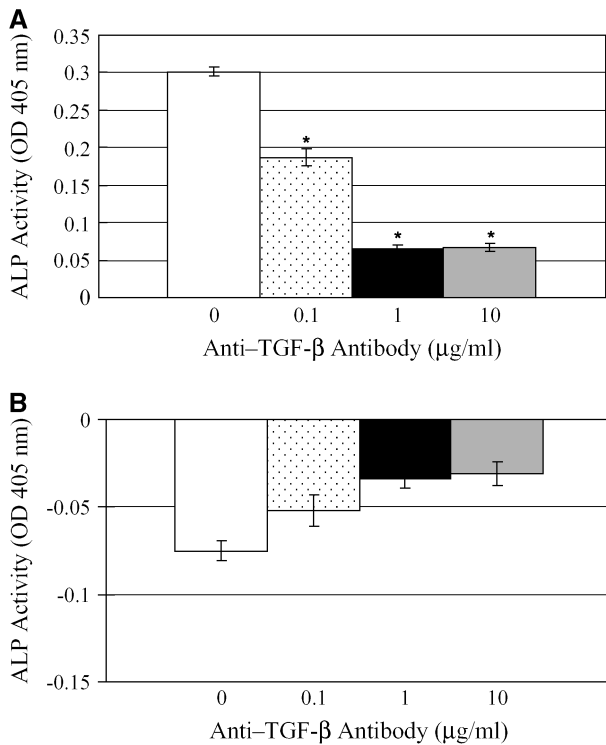 A
ALP Activity (OD 405 nm)
0.35
0.3
0.25
0.2
0.15
0.1
0.05
0
*
*
*
0 0.1 1 10
Anti–TGF-β Antibody (μg/ml)
B
ALP Activity (OD 405 nm)
0
-0.05
-0.1
-0.15
0 0.1 1 10
Anti–TGF-β Antibody (μg/ml)